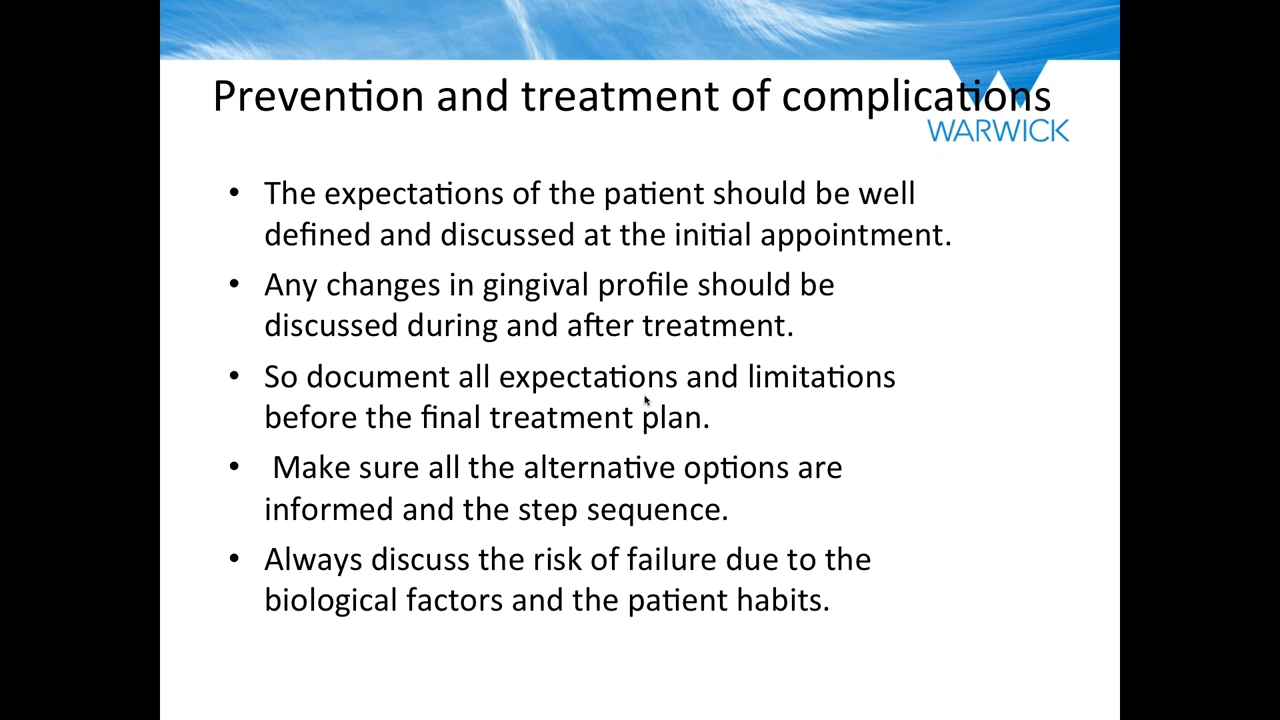 Prevention and treatment of complications
WARWICK
• The expectations of the patient should be well
defined and discussed at the initial appointment.
• Any changes in gingival profile should be
discussed during and after treatment.
• So document all expectations and limitations
before the final treatment plan.
• Make sure all the alternative options are
informed and the step sequence.
• Always discuss the risk of failure due to the
biological factors and the patient habits.